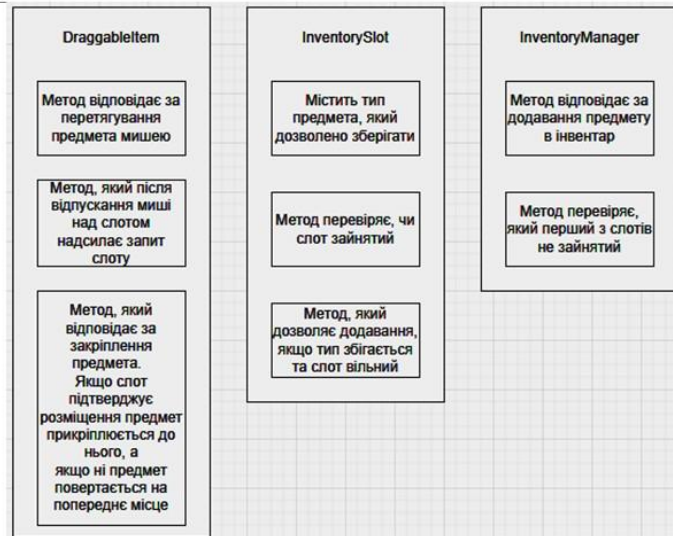 DraggableItem
Метод відповідає за
перетягування
предмета мишею
Метод, який після
відпускання миші
над слотом
надсилає запит
слоту
Метод, який
відповідає за
закріплення
предмета.
Якщо слот
підтверджує
розміщення предмет
прикріплюється до
нього, а
якщо ні предмет
повертається на
попереднє місце
InventorySlot
Містить тип
предмета, який
дозволено зберігати
Метод перевіряє, чи
слот зайнятий
Метод, який
дозволяє додавання,
якщо тип збігається
та слот вільний
InventoryManager
Метод відповідає за
додавання предмету
в інвентар
Метод перевіряє,
який перший з слотів
не зайнятий